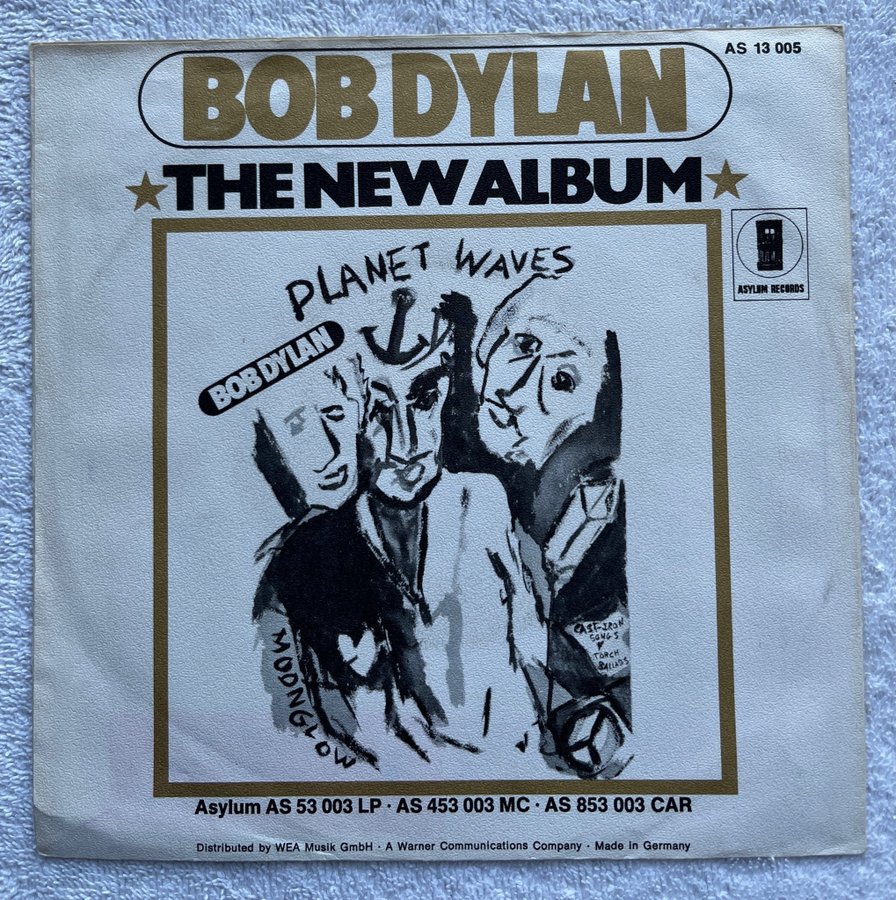 AS 13 005
BOB DYLAN
THE NEW ALBUM
ASYLUM RECORDS
PLANET WAVES
BOB DYLAN
CAST-IRON
SONGS
&
TORCH
BALLADS
MOONGLOW
Asylum AS 53 003 LP · AS 453 003 MC · AS 853 003 CAR
Distributed by WEA Musik GmbH · A Warner Communications Company · Made in Germany